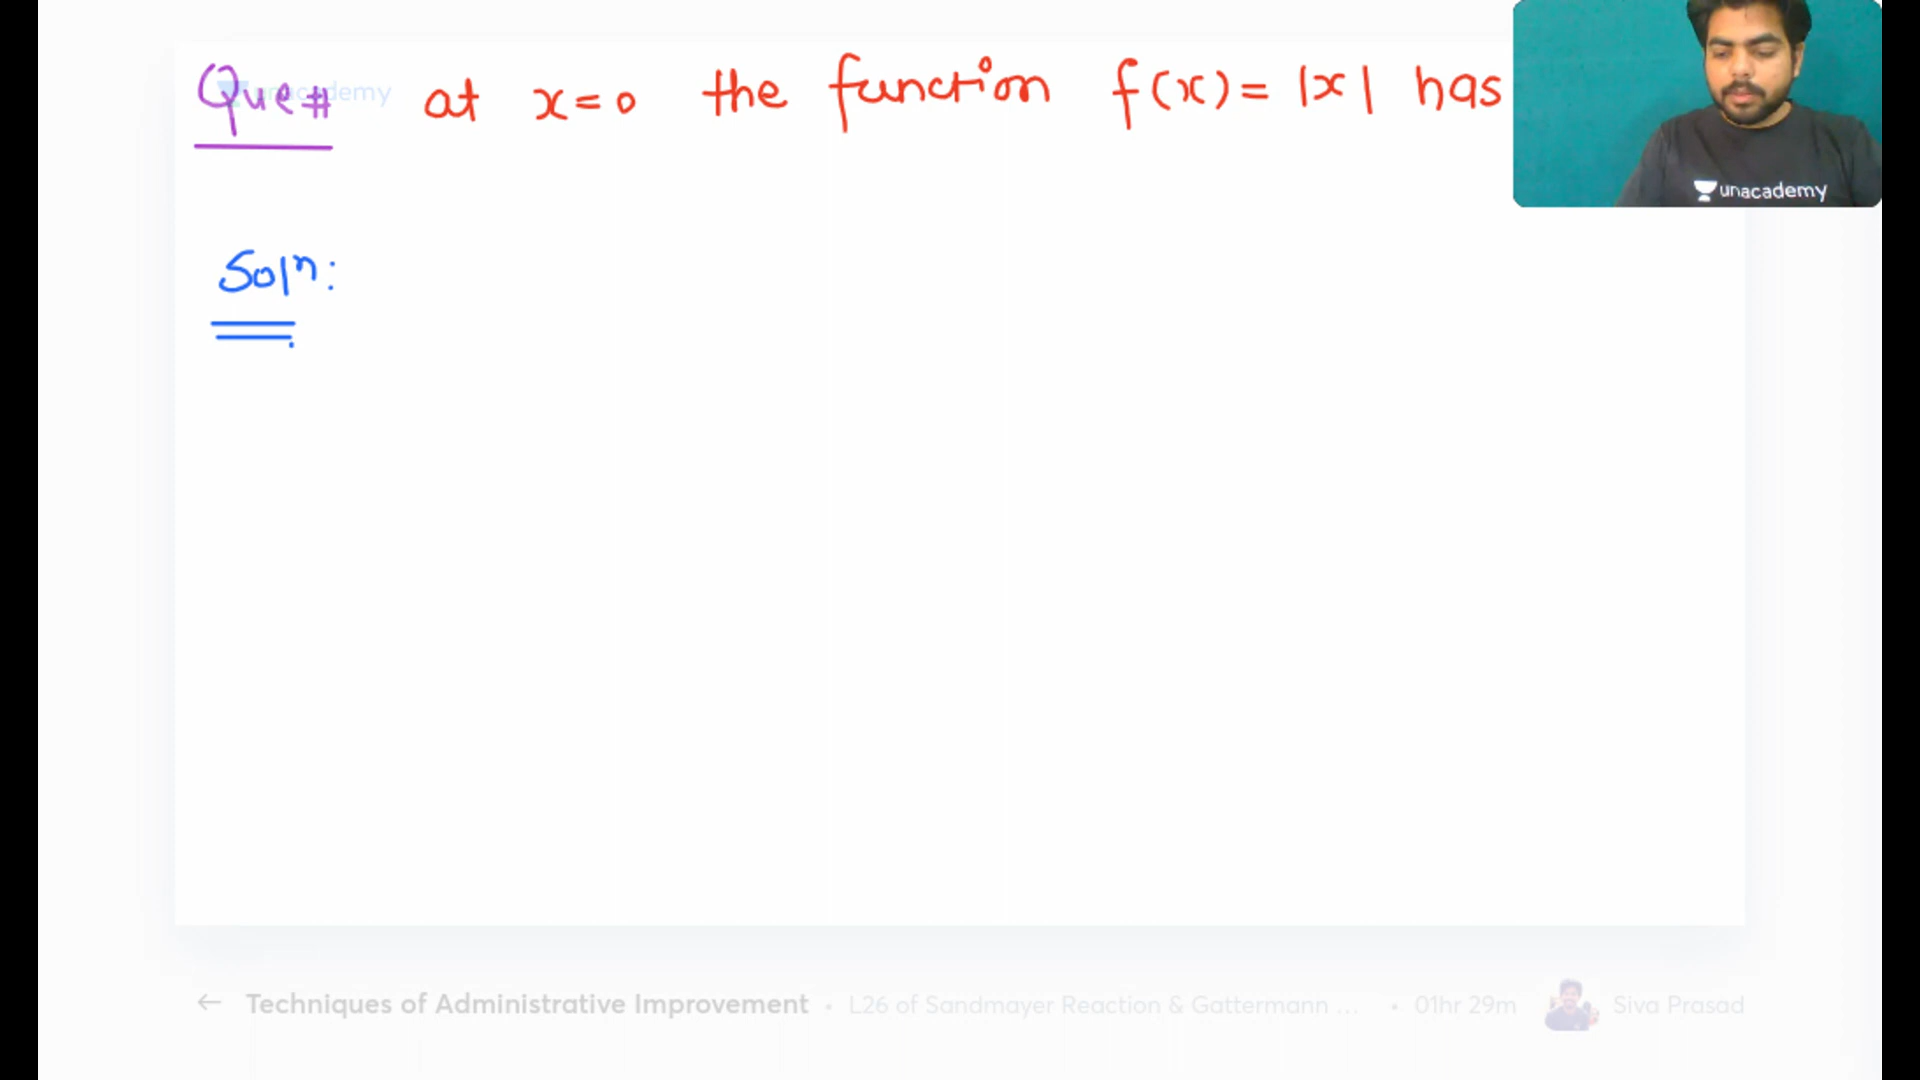 Que# at x=0 the function f(x)= |x| has
unacademy
unacademy
Soln:
← Techniques of Administrative Improvement • L26 of Sandmayer Reaction & Gattermann ... • 01hr 29m Siva Prasad